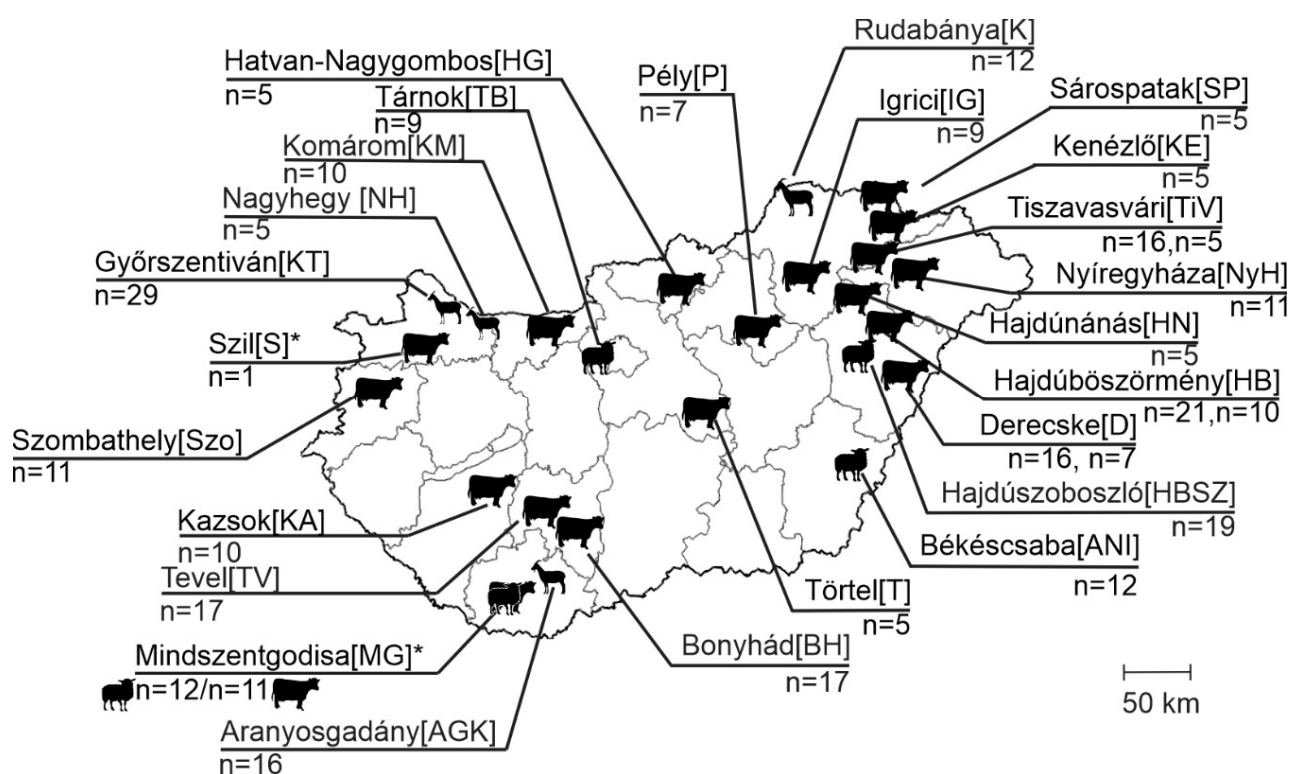 Rudabánya[K]
n=12
Hatvan-Nagygombos[HG]
n=5
Pély[P]
n=7
Igrici[IG]
n=9
Sárospatak[SP]
n=5
Tárnok[TB]
n=9
Komárom[KM]
n=10
Kenézlő[KE]
n=5
Nagyhegy [NH]
n=5
Tiszavasvári[TiV]
n=16,n=5
Győrszentiván[KT]
n=29
Nyíregyháza[NyH]
n=11
Szil[S]*
n=1
Hajdúnánás[HN]
n=5
Hajdúböszörmény[HB]
n=21,n=10
Szombathely[Szo]
n=11
Derecske[D]
n=16, n=7
Hajdúszoboszló[HBSZ]
n=19
Kazsok[KA]
n=10
Békéscsaba[ANI]
n=12
Tevel[TV]
n=17
Törtel[T]
n=5
Mindszentgodisa[MG]*
n=12/n=11
Bonyhád[BH]
n=17
50 km
Aranyosgadány[AGK]
n=16